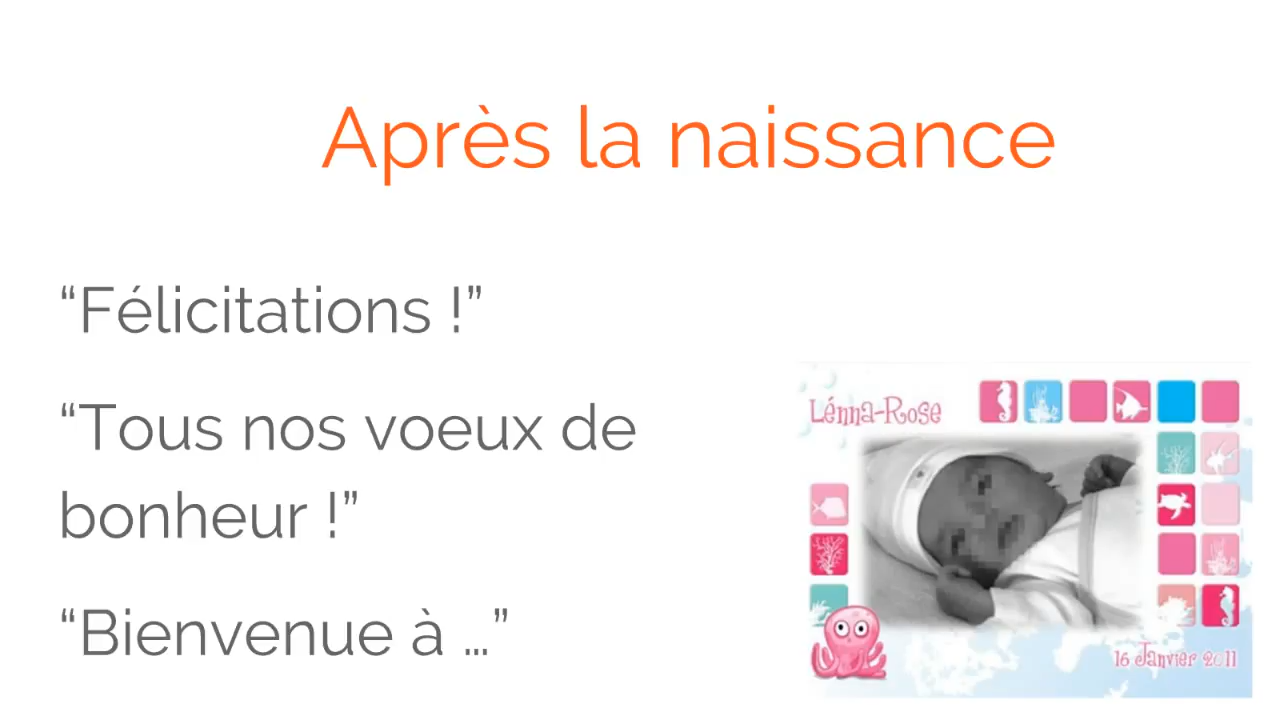 Après la naissance
“Félicitations !”
“Tous nos voeux de
bonheur !”
“Bienvenue à ...”
Lénna-Rose
16 Janvier 2011